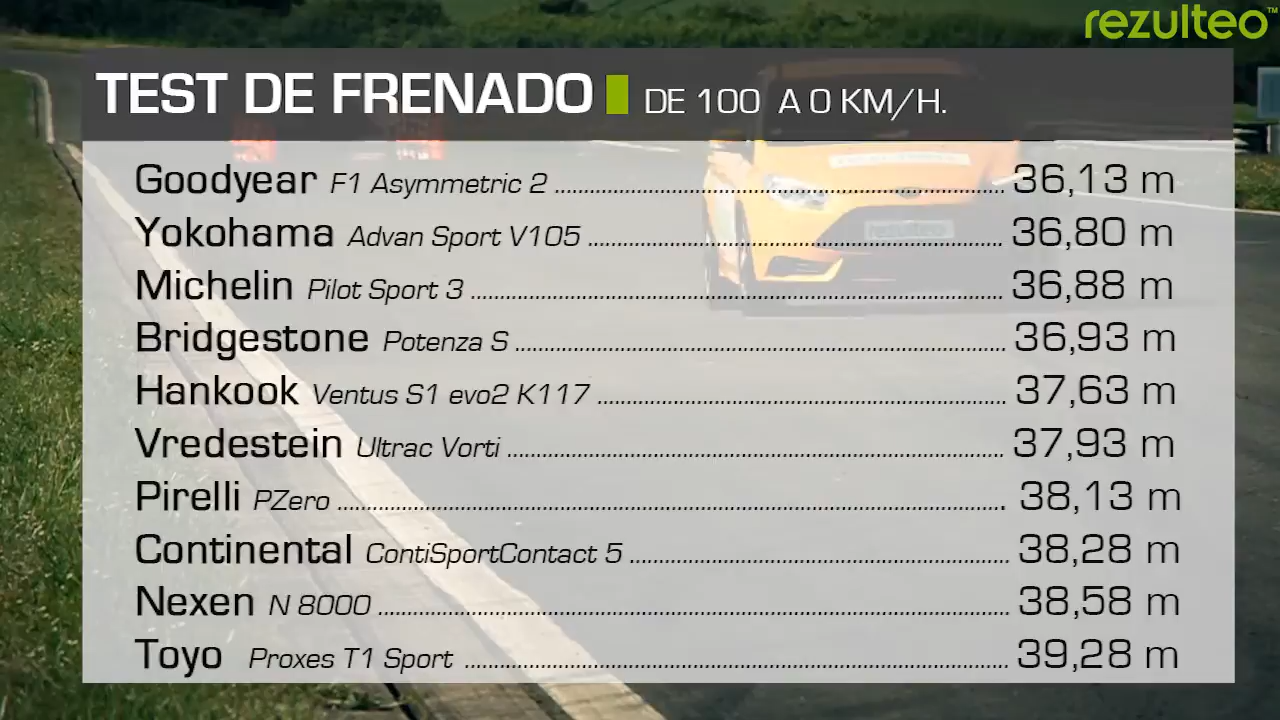 rezulteo™
TEST DE FRENADO DE 100 A 0 KM/H.
Goodyear F1 Asymmetric 2 36,13 m
Yokohama Advan Sport V105 36,80 m
Michelin Pilot Sport 3 36,88 m
Bridgestone Potenza S 36,93 m
Hankook Ventus S1 evo2 K117 37,63 m
Vredestein Ultrac Vorti 37,93 m
Pirelli PZero 38,13 m
Continental ContiSportContact 5 38,28 m
Nexen N 8000 38,58 m
Toyo Proxes T1 Sport 39,28 m
rezulteo